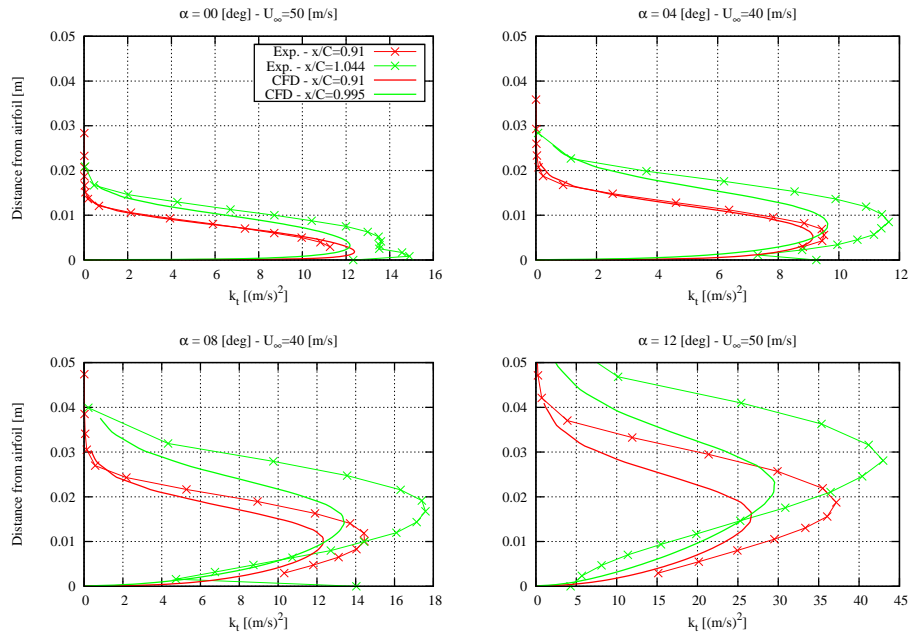 α = 00 [deg] - U∞=50 [m/s]
Distance from airfoil [m]
0.05
0.04
0.03
0.02
0.01
0
Exp. - x/C=0.91
Exp. - x/C=1.044
CFD - x/C=0.91
CFD - x/C=0.995
0 2 4 6 8 10 12 14 16
kt [(m/s)²]
α = 04 [deg] - U∞=40 [m/s]
0.05
0.04
0.03
0.02
0.01
0
0 2 4 6 8 10 12
kt [(m/s)²]
α = 08 [deg] - U∞=40 [m/s]
Distance from airfoil [m]
0.05
0.04
0.03
0.02
0.01
0
0 2 4 6 8 10 12 14 16 18
kt [(m/s)²]
α = 12 [deg] - U∞=50 [m/s]
0.05
0.04
0.03
0.02
0.01
0
0 5 10 15 20 25 30 35 40 45
kt [(m/s)²]